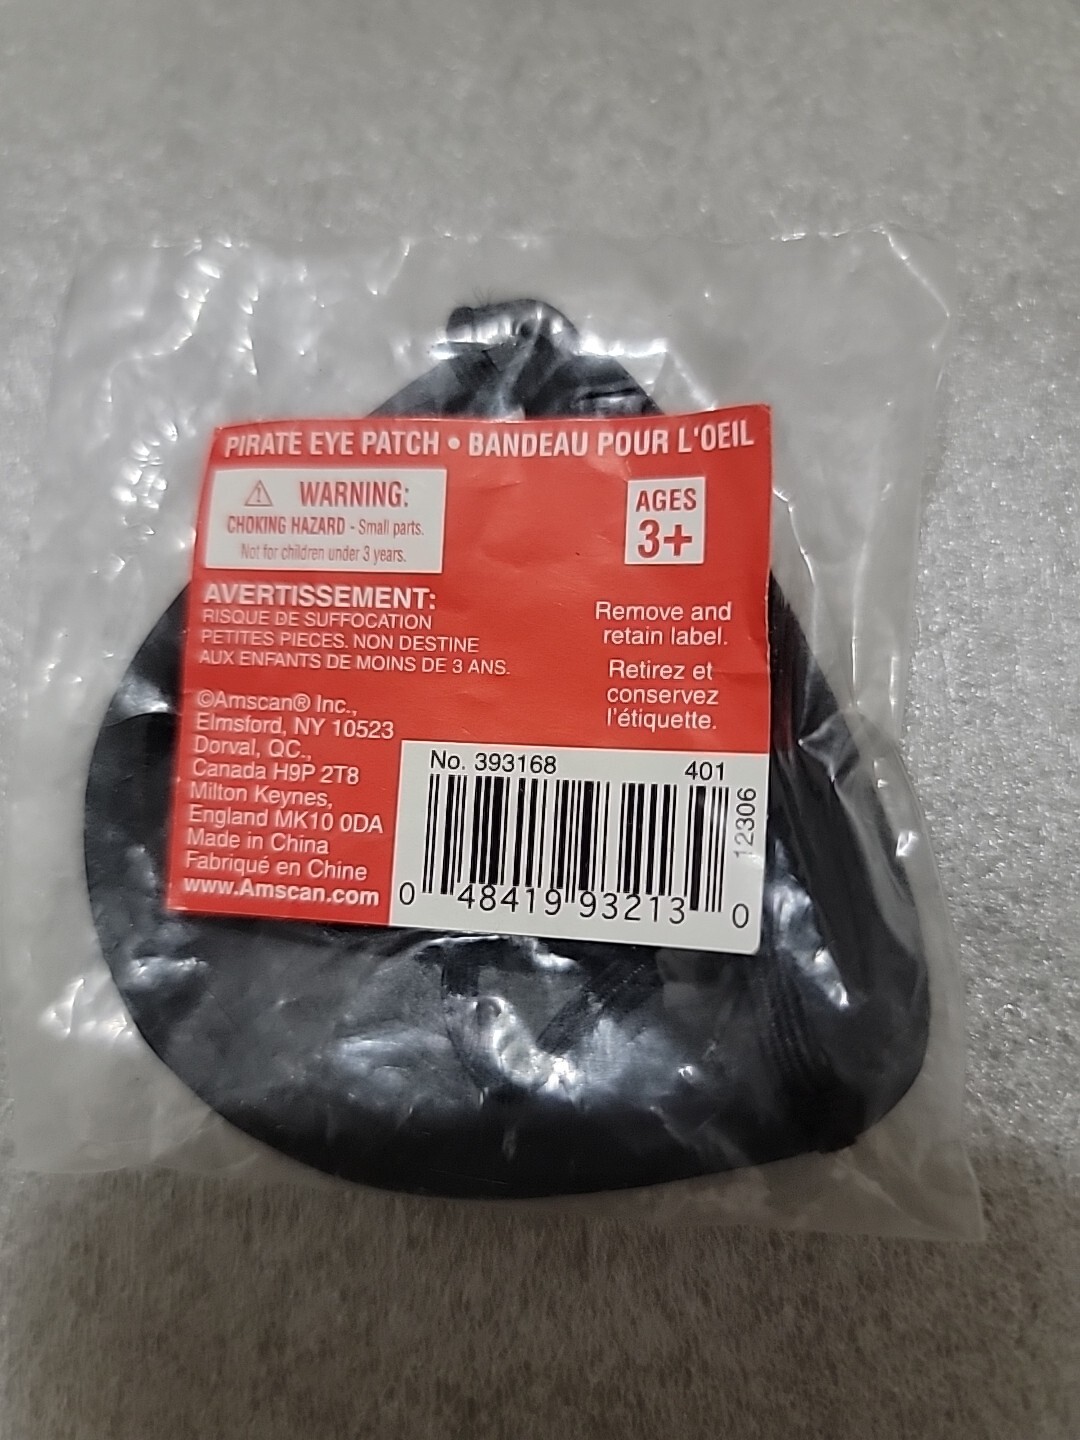 PIRATE EYE PATCH • BANDEAU POUR L'OEIL
⚠ WARNING:
CHOKING HAZARD - Small parts.
Not for children under 3 years.
AGES
3+
AVERTISSEMENT:
RISQUE DE SUFFOCATION
PETITES PIECES. NON DESTINE
AUX ENFANTS DE MOINS DE 3 ANS.
Remove and
retain label.
Retirez et
conservez
l'étiquette.
©Amscan® Inc.,
Elmsford, NY 10523
Dorval, QC.,
Canada H9P 2T8
Milton Keynes,
England MK10 0DA
Made in China
Fabriqué en Chine
www.Amscan.com
No. 393168 401
12306
0 48419 93213 0